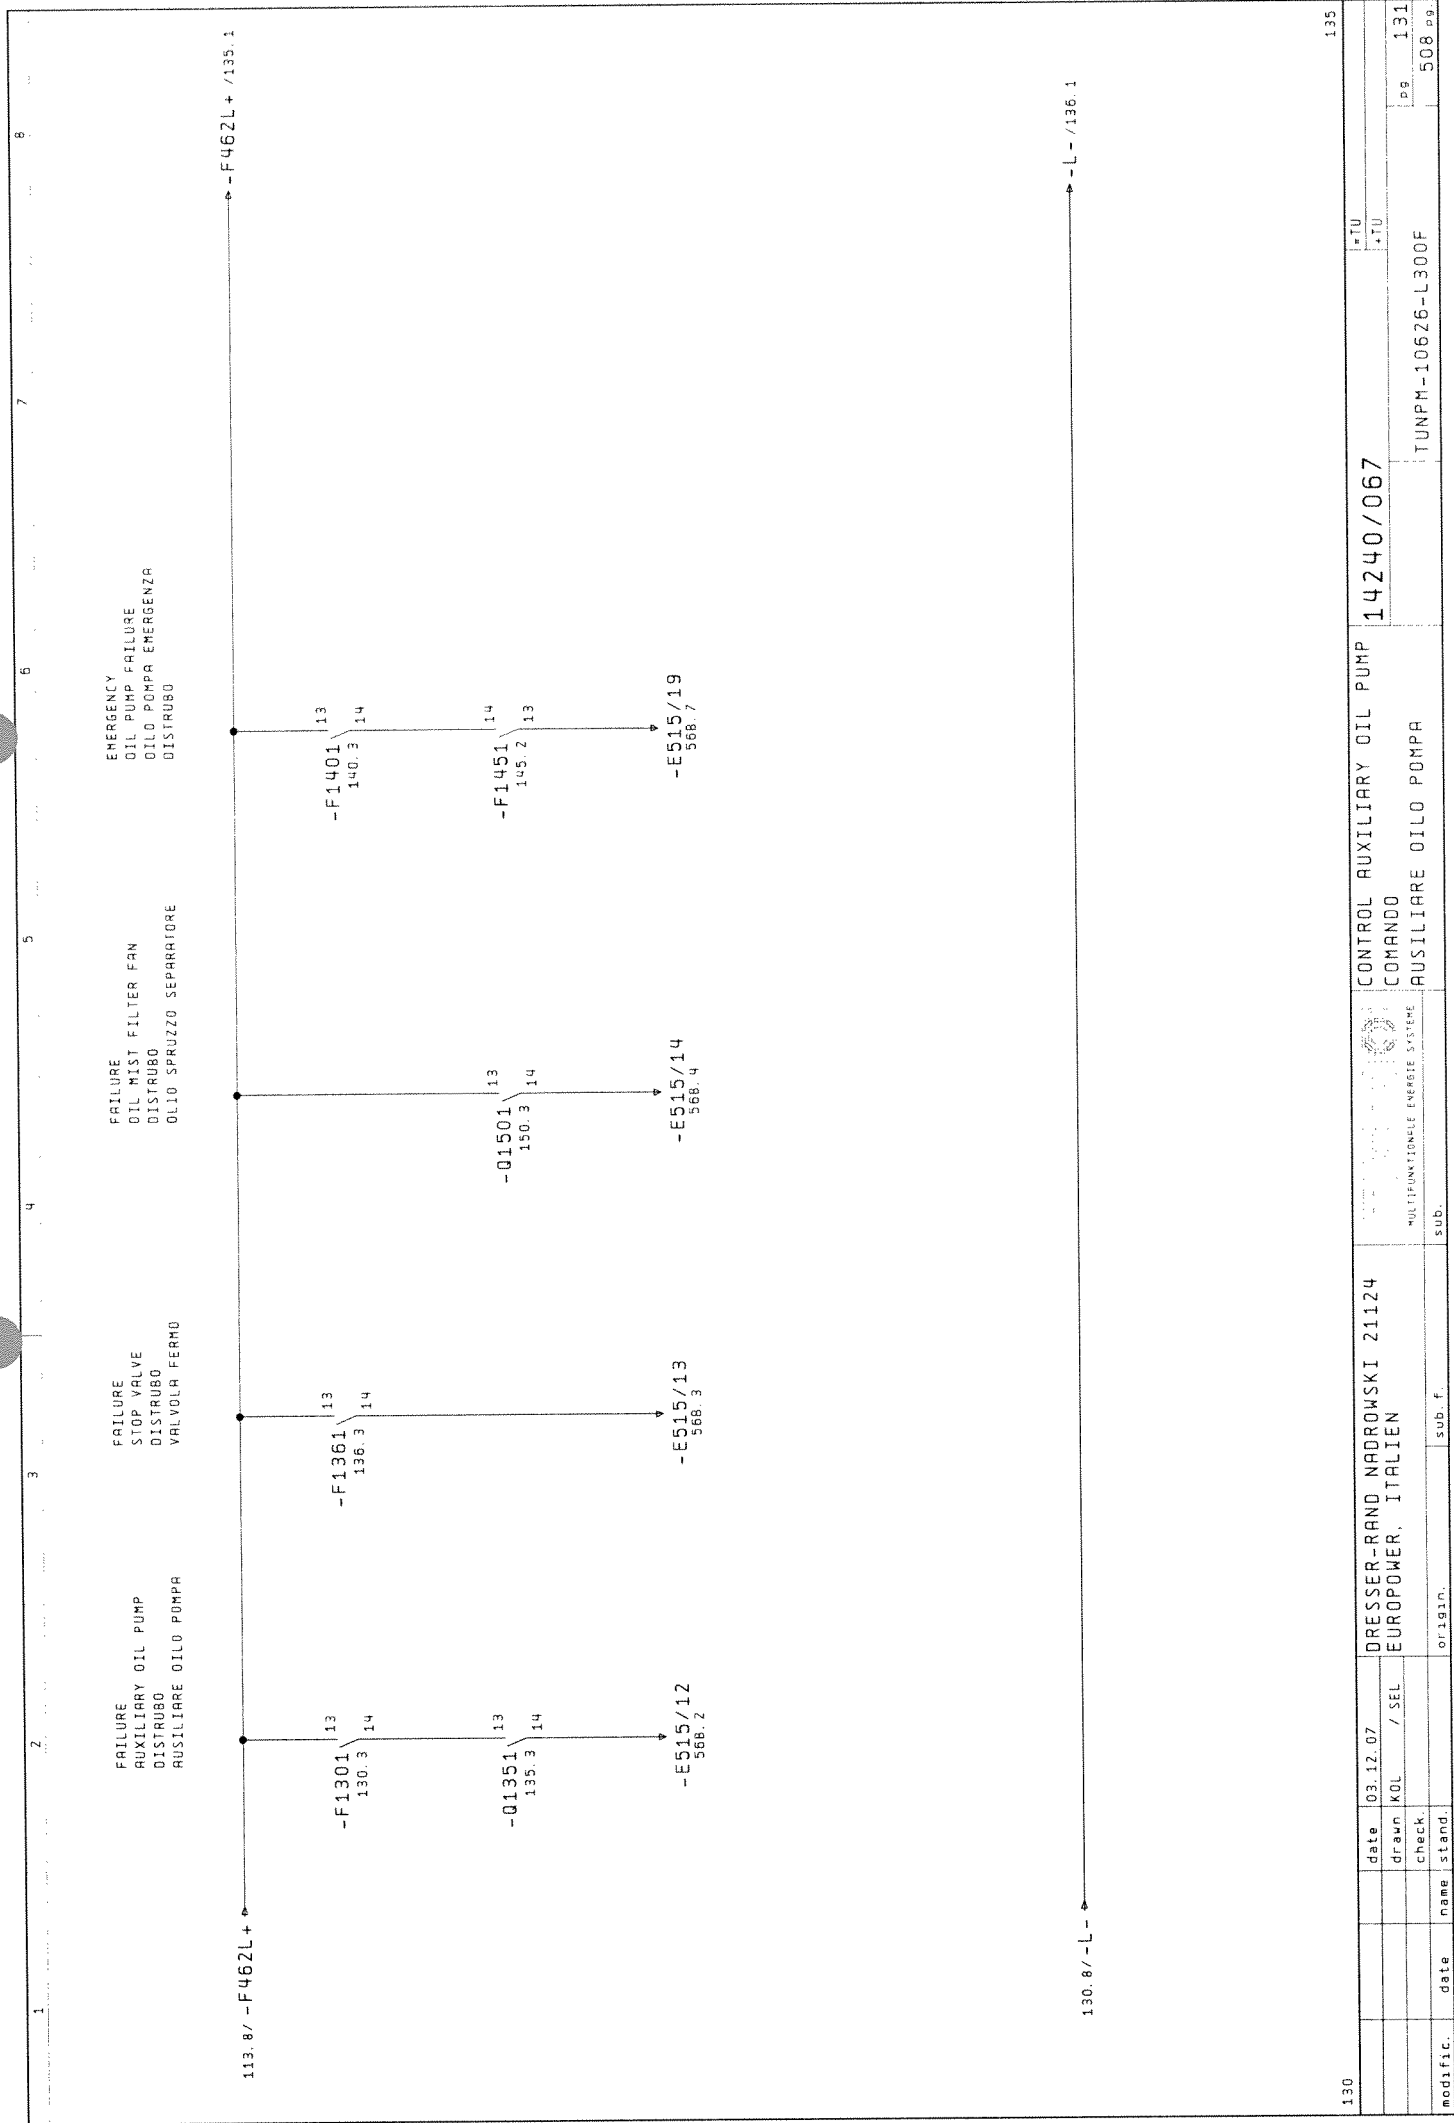 1 2 3 4 5 6 7 8
FAILURE
AUXILIARY OIL PUMP
DISTRUBO
AUSILIARE OILO POMPA
FAILURE
STOP VALVE
DISTRUBO
VALVOLA FERMO
FAILURE
OIL MIST FILTER FAN
DISTRUBO
OLIO SPRUZZO SEPARATORE
EMERGENCY
OIL PUMP FAILURE
OILO POMPA EMERGENZA
DISTRUBO
113.8/ -F462L+
-F462L+ /135.1
-F1301
130.3
13
14
-Q1351
135.3
13
14
-E515/12
568.2
-F1361
136.3
13
14
-E515/13
568.3
-Q1501
150.3
13
14
-E515/14
568.4
-F1401
140.3
13
14
-F1451
145.2
14
13
-E515/19
568.7
130.8/ -L-
-L- /136.1
130
135
date 03.12.07
drawn KOL / SEL
check.
modific. date name stand.
DRESSER-RAND NADROWSKI 21124
EUROPOWER, ITALIEN
origin. sub. f. sub.
MULTIFUNKTIONELE ENERGIE SYSTEME
CONTROL AUXILIARY OIL PUMP
COMANDO
AUSILIARE OILO POMPA
14240/067
=TU
+TU
TUNPM-10626-L300F
pg 131
508 pg.